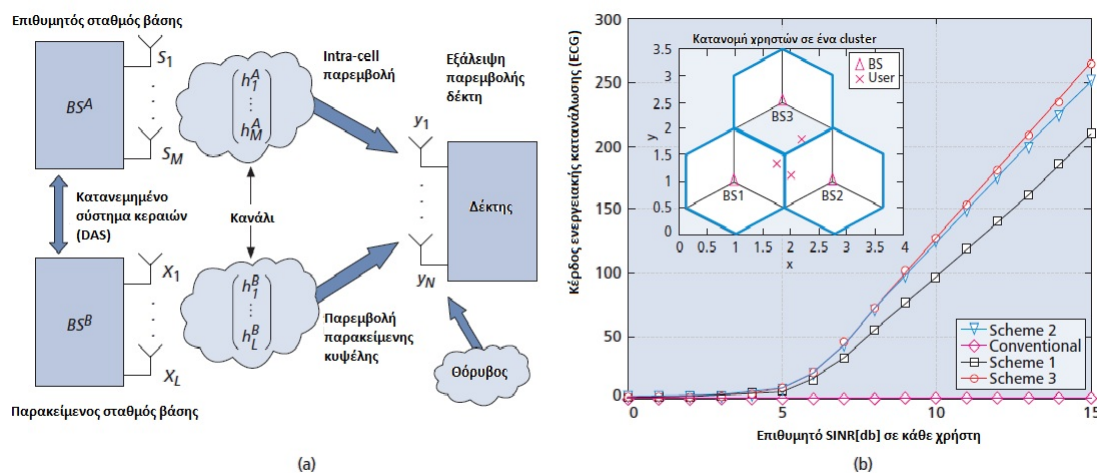 Επιθυμητός σταθμός βάσης
BS^A
S_1
S_M
h_1^A
h_M^A
Intra-cell
παρεμβολή
Εξάλειψη
παρεμβολής
δέκτη
y_1
y_N
Δέκτης
Κατανεμημένο
σύστημα κεραιών
(DAS)
Κανάλι
BS^B
X_1
X_L
h_1^B
h_L^B
Παρεμβολή
παρακείμενης
κυψέλης
Θόρυβος
Παρακείμενος σταθμός βάσης
(a)
Κέρδος ενεργειακής κατανάλωσης (ECG)
300
250
200
150
100
50
0
0
5
10
15
Επιθυμητό SINR[db] σε κάθε χρήστη
Κατανομή χρηστών σε ένα cluster
BS
User
y
3.5
3
2.5
2
1.5
1
0.5
0
BS3
BS1
BS2
0
0.5
1
1.5
2
2.5
3
3.5
4
x
Scheme 2
Conventional
Scheme 1
Scheme 3
(b)